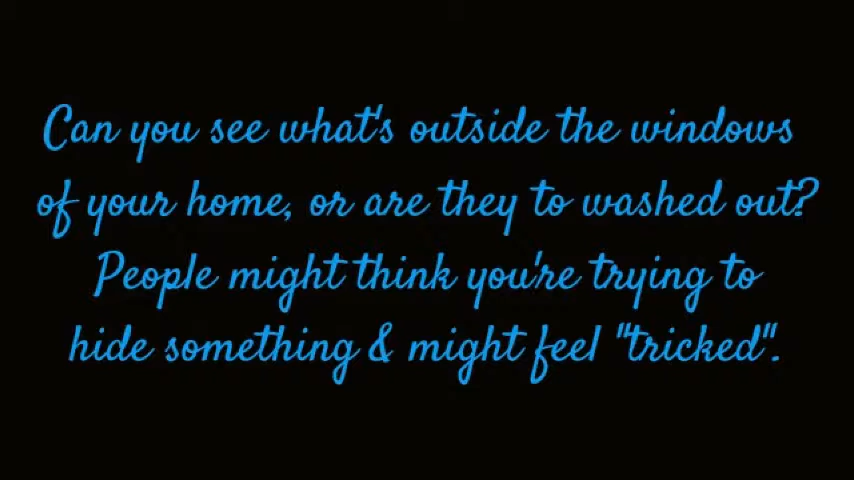 Can you see what's outside the windows
of your home, or are they to washed out?
People might think you're trying to
hide something & might feel "tricked".